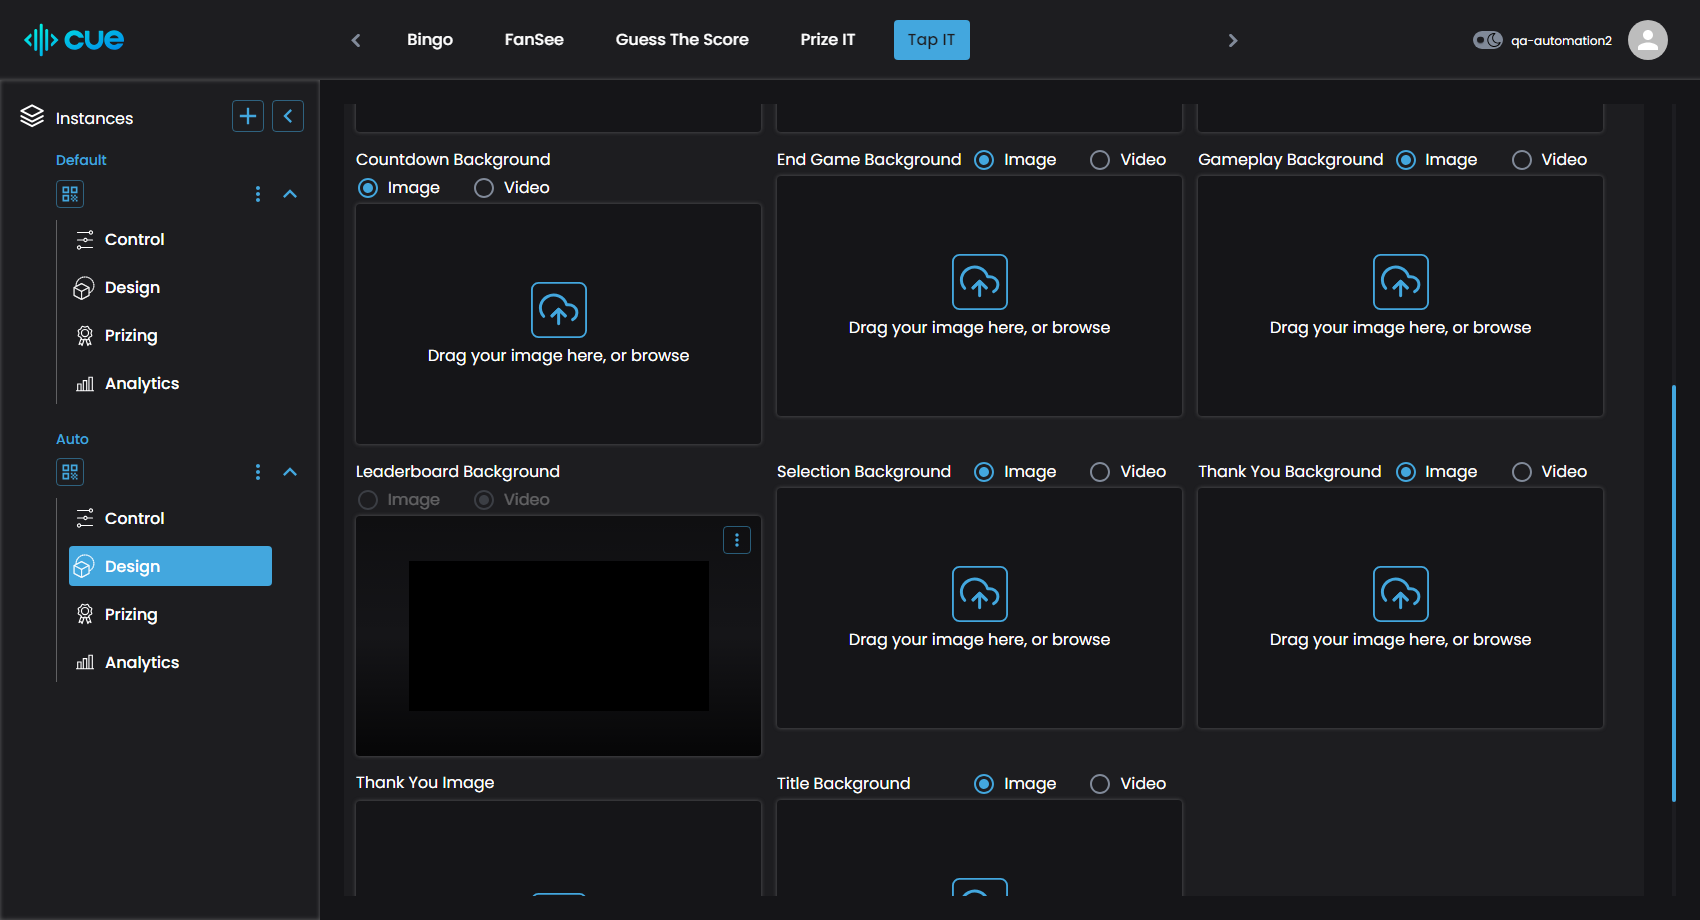 cue
Bingo
FanSee
Guess The Score
Prize IT
Tap IT
qa-automation2
Instances
Default
Control
Design
Prizing
Analytics
Auto
Control
Design
Prizing
Analytics
Countdown Background
Image Video
Drag your image here, or browse
End Game Background Image Video
Drag your image here, or browse
Gameplay Background Image Video
Drag your image here, or browse
Leaderboard Background
Image Video
Selection Background Image Video
Drag your image here, or browse
Thank You Background Image Video
Drag your image here, or browse
Thank You Image
Title Background Image Video